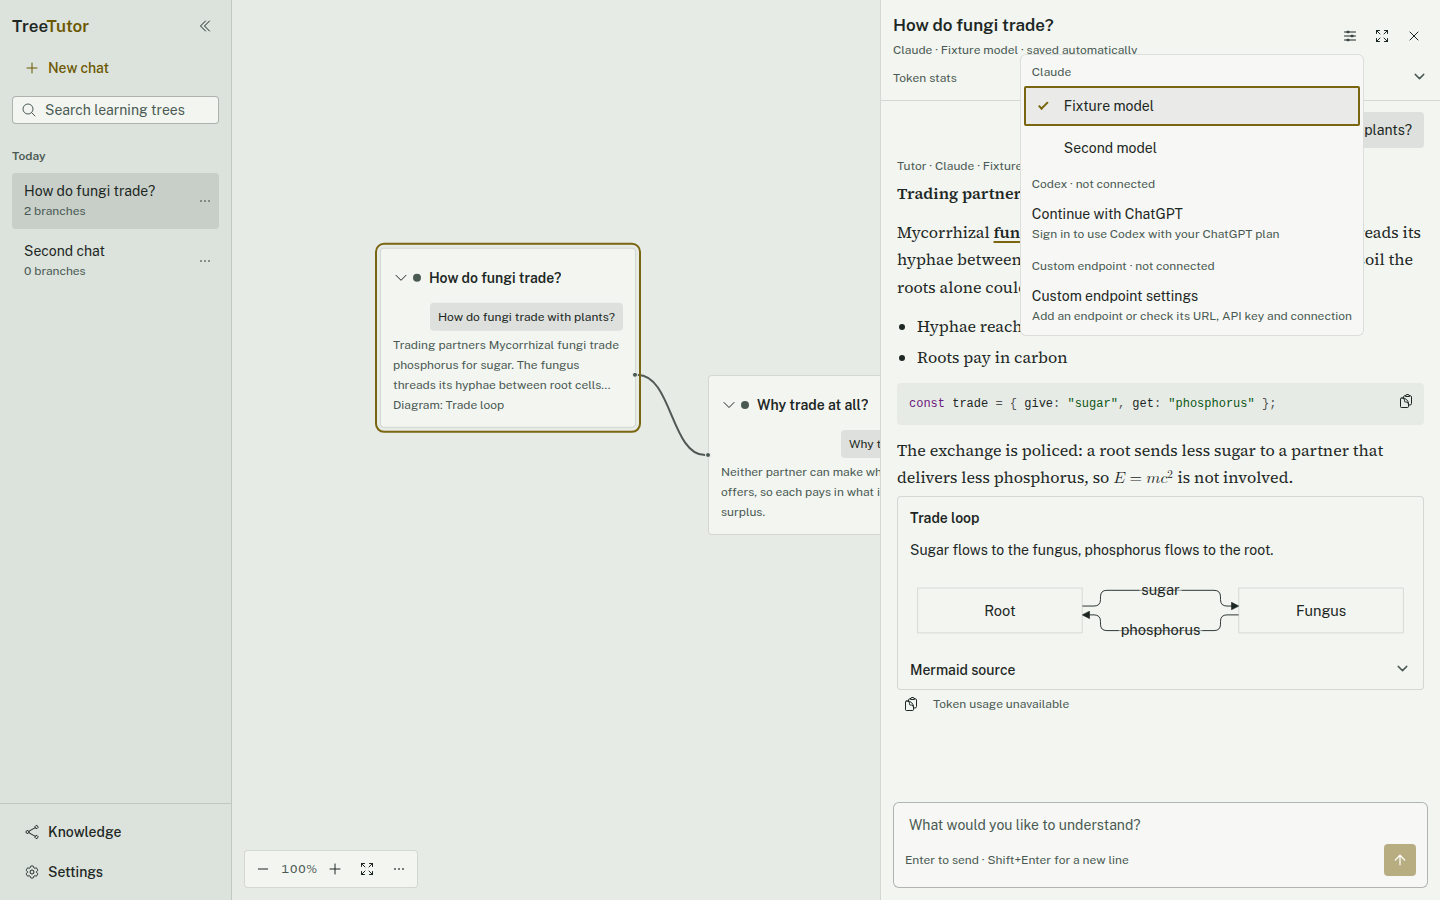 TreeTutor
New chat
Search learning trees
Today
How do fungi trade?
2 branches
Second chat
0 branches
Knowledge
Settings
How do fungi trade?
How do fungi trade with plants?
Trading partners Mycorrhizal fungi trade
phosphorus for sugar. The fungus
threads its hyphae between root cells...
Diagram: Trade loop
Why trade at all?
Why t
Neither partner can make wh
offers, so each pays in what i
surplus.
100%
How do fungi trade?
Claude · Fixture model · saved automatically
Token stats
Claude
Fixture model
Second model
Codex · not connected
Continue with ChatGPT
Sign in to use Codex with your ChatGPT plan
Custom endpoint · not connected
Custom endpoint settings
Add an endpoint or check its URL, API key and connection
plants?
Tutor · Claude · Fixture
Trading partner
Mycorrhizal fun eads its
hyphae between oil the
roots alone coul
Hyphae reach
Roots pay in carbon
const trade = { give: "sugar", get: "phosphorus" };
The exchange is policed: a root sends less sugar to a partner that
delivers less phosphorus, so E = mc² is not involved.
Trade loop
Sugar flows to the fungus, phosphorus flows to the root.
sugar
Root Fungus
phosphorus
Mermaid source
Token usage unavailable
What would you like to understand?
Enter to send · Shift+Enter for a new line